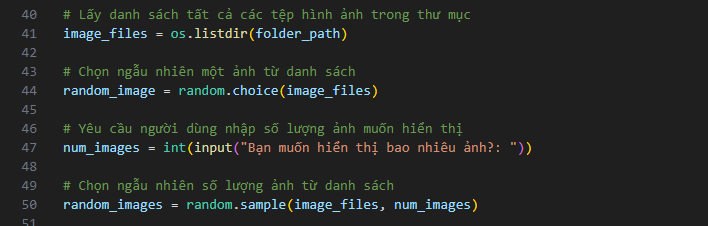 40 # Lấy danh sách tất cả các tệp hình ảnh trong thư mục
41 image_files = os.listdir(folder_path)
42
43 # Chọn ngẫu nhiên một ảnh từ danh sách
44 random_image = random.choice(image_files)
45
46 # Yêu cầu người dùng nhập số lượng ảnh muốn hiển thị
47 num_images = int(input("Bạn muốn hiển thị bao nhiêu ảnh?: "))
48
49 # Chọn ngẫu nhiên số lượng ảnh từ danh sách
50 random_images = random.sample(image_files, num_images)
51